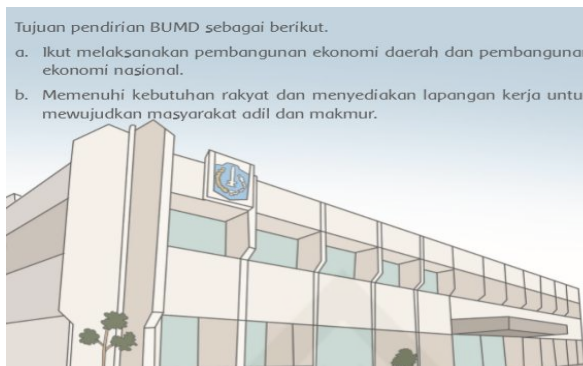 Tujuan pendirian BUMD sebagai berikut.
a. Ikut melaksanakan pembangunan ekonomi daerah dan pembanguna
ekonomi nasional.
b. Memenuhi kebutuhan rakyat dan menyediakan lapangan kerja untu
mewujudkan masyarakat adil dan makmur.